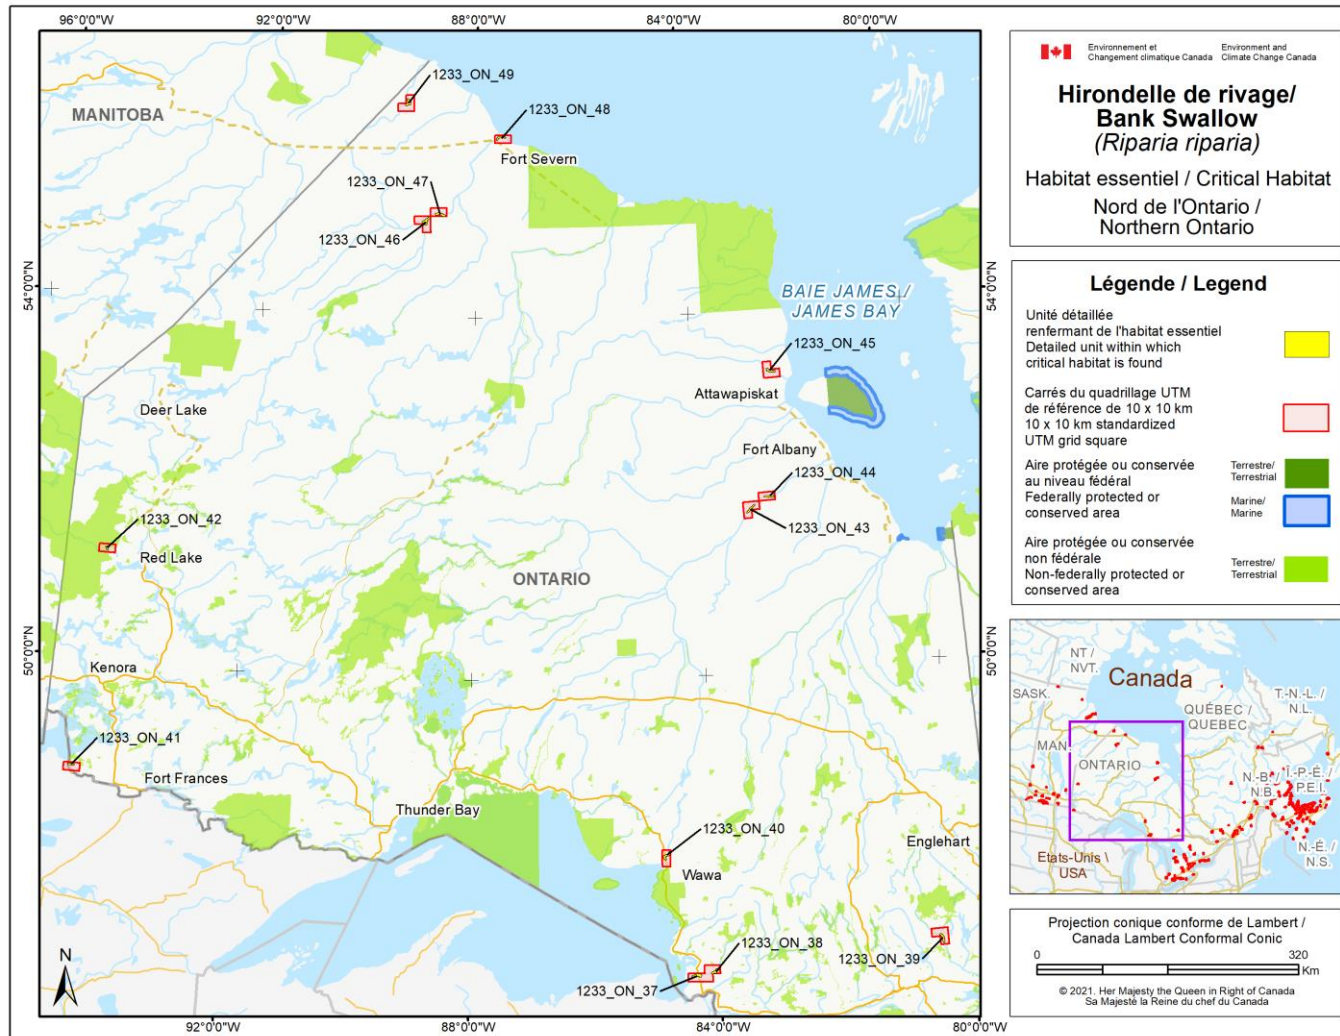 96°0'0"W
92°0'0"W
88°0'0"W
84°0'0"W
80°0'0"W
1233_ON_49
MANITOBA
1233_ON_48
Fort Severn
1233_ON_47
1233_ON_46
54°0'0"N
54°0'0"N
BAIE JAMES /
JAMES BAY
1233_ON_45
Attawapiskat
Deer Lake
Fort Albany
1233_ON_44
1233_ON_43
1233_ON_42
Red Lake
ONTARIO
50°0'0"N
50°0'0"N
Kenora
1233_ON_41
Fort Frances
Thunder Bay
1233_ON_40
Wawa
Englehart
1233_ON_38
1233_ON_39
1233_ON_37
N
92°0'0"W
88°0'0"W
84°0'0"W
80°0'0"W
Environnement et
Changement climatique Canada
Environment and
Climate Change Canada
Hirondelle de rivage/
Bank Swallow
(Riparia riparia)
Habitat essentiel / Critical Habitat
Nord de l'Ontario /
Northern Ontario
Légende / Legend
Unité détaillée
renfermant de l'habitat essentiel
Detailed unit within which
critical habitat is found
Carrés du quadrillage UTM
de référence de 10 x 10 km
10 x 10 km standardized
UTM grid square
Aire protégée ou conservée
au niveau fédéral
Federally protected or
conserved area
Terrestre/
Terrestrial
Marine/
Marine
Aire protégée ou conservée
non fédérale
Non-federally protected or
conserved area
Terrestre/
Terrestrial
NT /
NVT.
Canada
SASK.
T.-N.-L. /
N.L.
QUÉBEC /
QUEBEC
MAN.
ONTARIO
N.-B. /
N.B.
Î.-P.-É. /
P.E.I.
N.-É. /
N.S.
Etats-Unis \
USA
Projection conique conforme de Lambert /
Canada Lambert Conformal Conic
0
320
Km
© 2021. Her Majesty the Queen in Right of Canada
Sa Majesté la Reine du chef du Canada